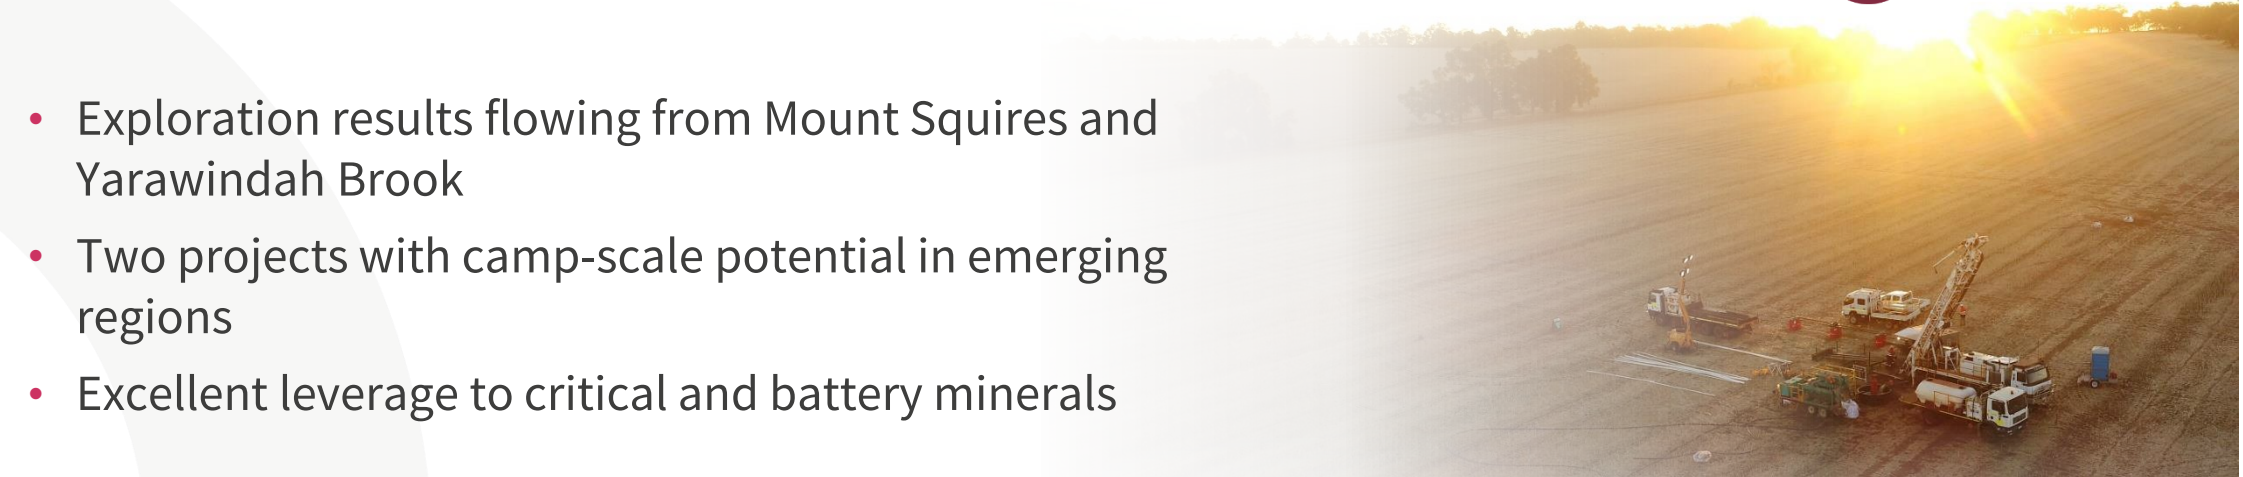 • Exploration results flowing from Mount Squires and
Yarawindah Brook
• Two projects with camp-scale potential in emerging
regions
• Excellent leverage to critical and battery minerals